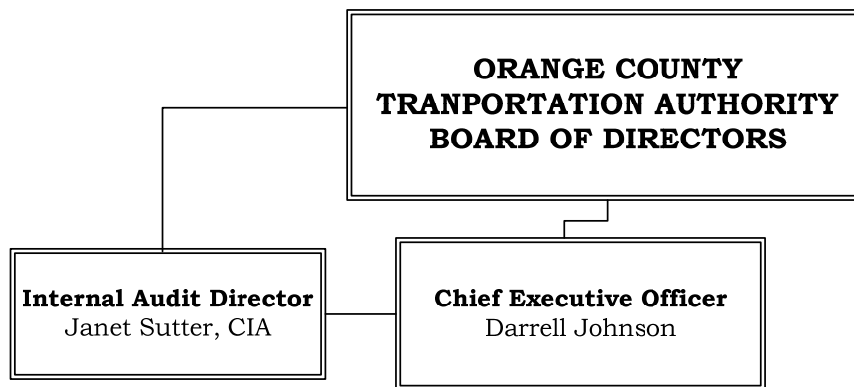 ORANGE COUNTY
TRANPORTATION AUTHORITY
BOARD OF DIRECTORS
Internal Audit Director
Janet Sutter, CIA
Chief Executive Officer
Darrell Johnson